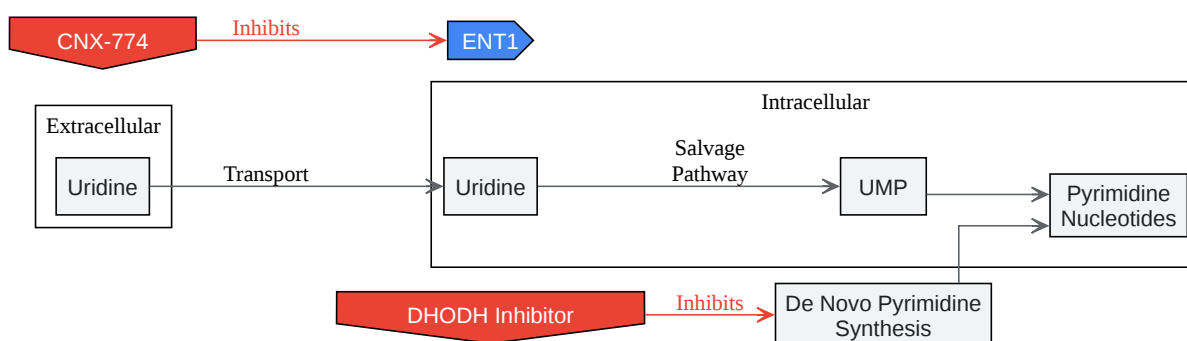 CNX-774
Inhibits
ENT1
Intracellular
Extracellular
Uridine
Transport
Uridine
Salvage
Pathway
UMP
Pyrimidine
Nucleotides
DHODH Inhibitor
Inhibits
De Novo Pyrimidine
Synthesis